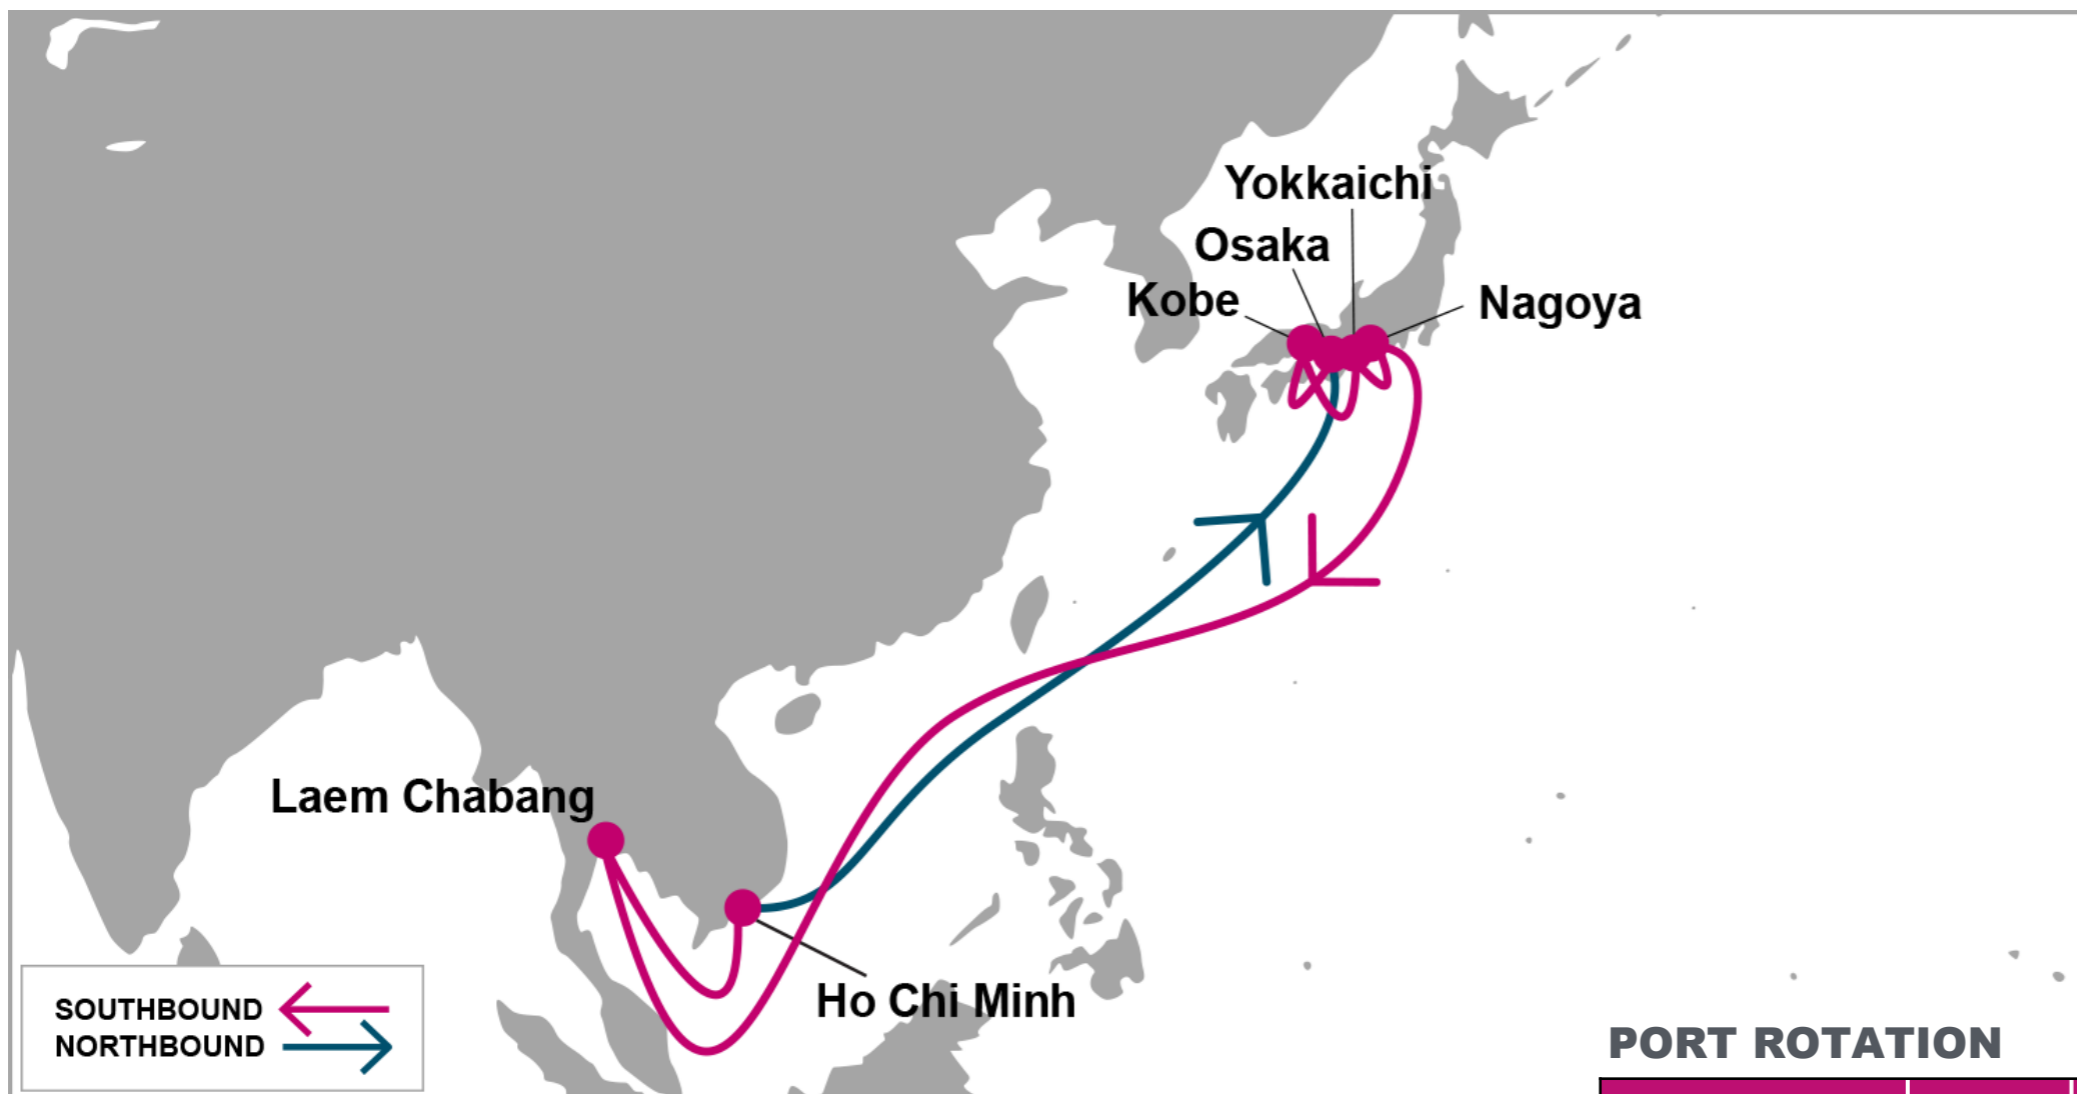 Yokkaichi
Osaka
Kobe
Nagoya
Laem Chabang
Ho Chi Minh
SOUTHBOUND
NORTHBOUND
PORT ROTATION